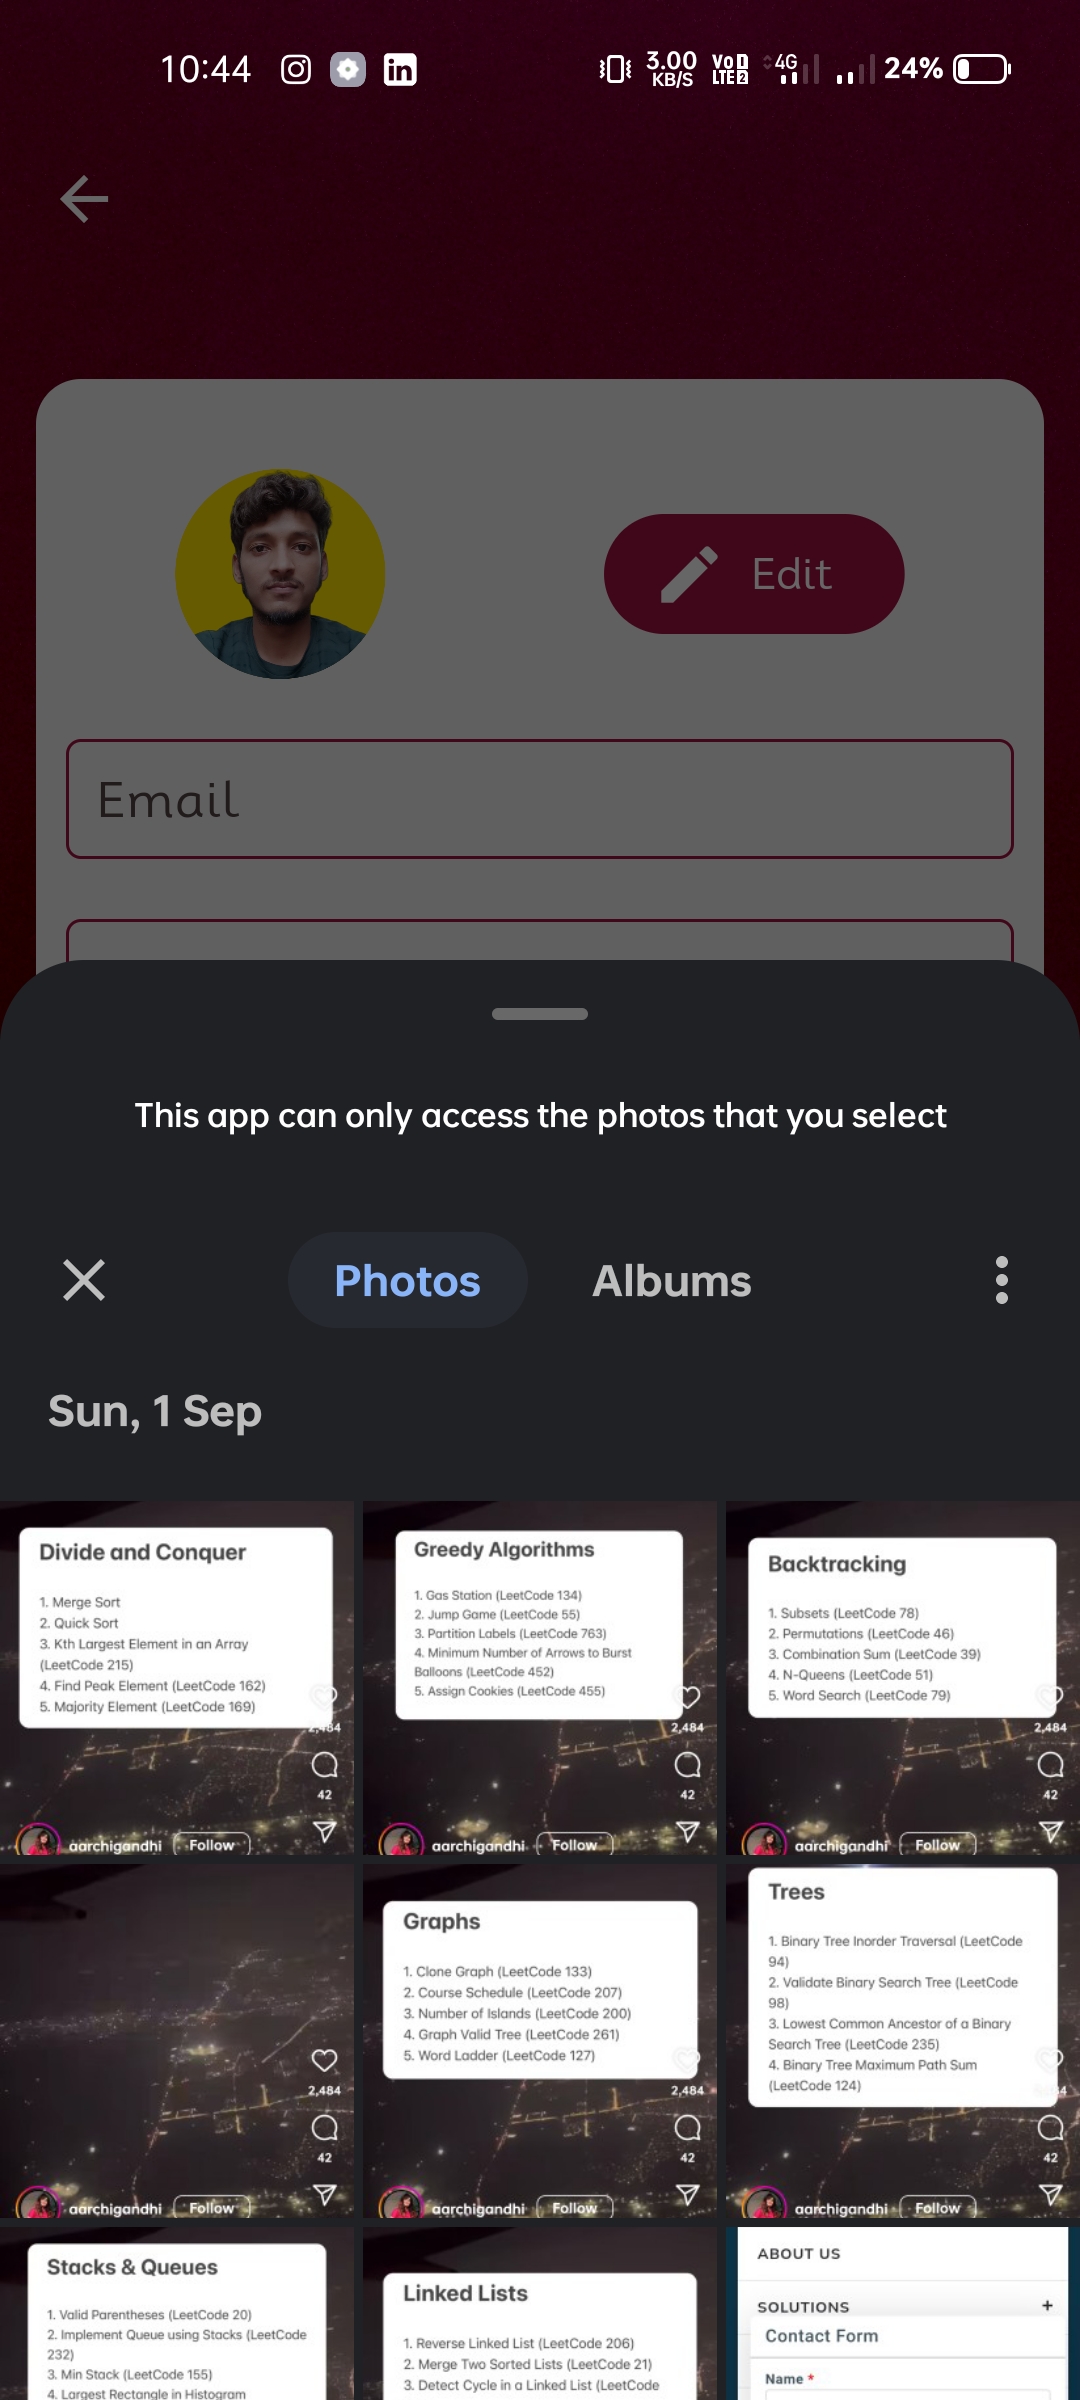 10:44
3.00
KB/S
Vo
LTE 2
4G
24%
Edit
Email
This app can only access the photos that you select
Photos
Albums
Sun, 1 Sep
Divide and Conquer
1. Merge Sort
2. Quick Sort
3. Kth Largest Element in an Array
(LeetCode 215)
4. Find Peak Element (LeetCode 162)
5. Majority Element (LeetCode 169)
2,484
42
aarchigandhi
Follow
Greedy Algorithms
1. Gas Station (LeetCode 134)
2. Jump Game (LeetCode 55)
3. Partition Labels (LeetCode 763)
4. Minimum Number of Arrows to Burst
Balloons (LeetCode 452)
5. Assign Cookies (LeetCode 455)
2,484
42
aarchigandhi
Follow
Backtracking
1. Subsets (LeetCode 78)
2. Permutations (LeetCode 46)
3. Combination Sum (LeetCode 39)
4. N-Queens (LeetCode 51)
5. Word Search (LeetCode 79)
2,484
42
aarchigandhi
Follow
2,484
42
aarchigandhi
Follow
Graphs
1. Clone Graph (LeetCode 133)
2. Course Schedule (LeetCode 207)
3. Number of Islands (LeetCode 200)
4. Graph Valid Tree (LeetCode 261)
5. Word Ladder (LeetCode 127)
2,484
42
aarchigandhi
Follow
Trees
1. Binary Tree Inorder Traversal (LeetCode
94)
2. Validate Binary Search Tree (LeetCode
98)
3. Lowest Common Ancestor of a Binary
Search Tree (LeetCode 235)
4. Binary Tree Maximum Path Sum
(LeetCode 124)
42
aarchigandhi
Follow
Stacks & Queues
1. Valid Parentheses (LeetCode 20)
2. Implement Queue using Stacks (LeetCode
232)
3. Min Stack (LeetCode 155)
4. Largest Rectangle in Histogram
Linked Lists
1. Reverse Linked List (LeetCode 206)
2. Merge Two Sorted Lists (LeetCode 21)
3. Detect Cycle in a Linked List (LeetCode
ABOUT US
SOLUTIONS +
Contact Form
Name *